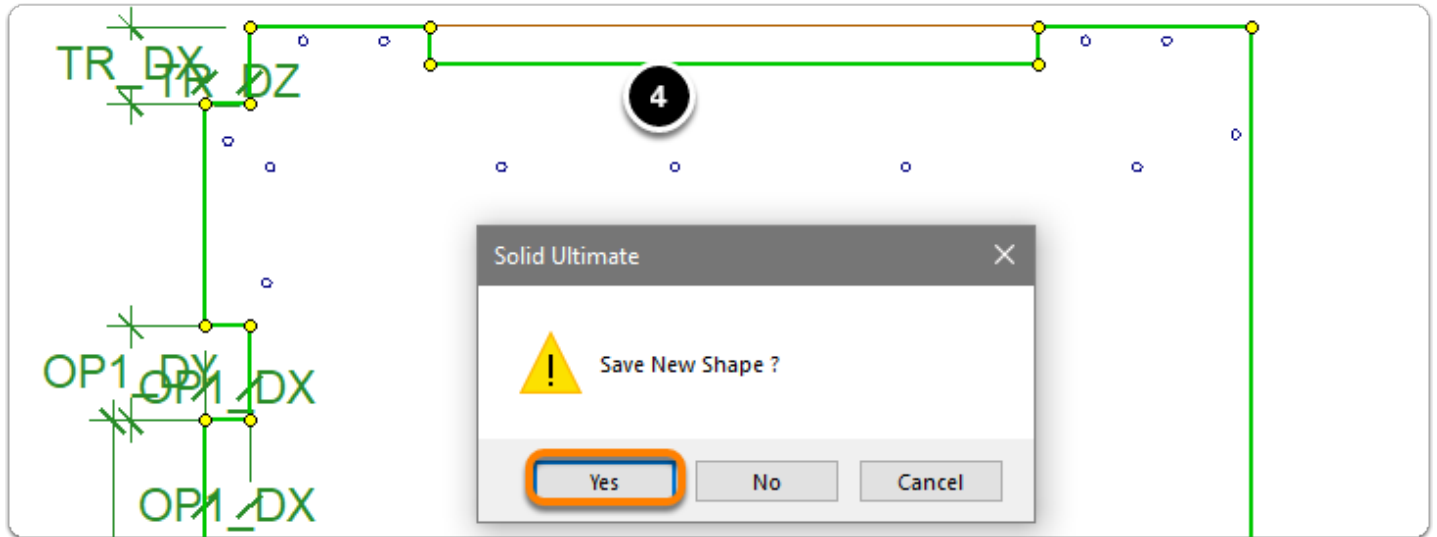 TR_DX
TR_DZ
4
Solid Ultimate
Save New Shape ?
OP1_DY
OP1_DX
Yes
No
Cancel
OP1_DX